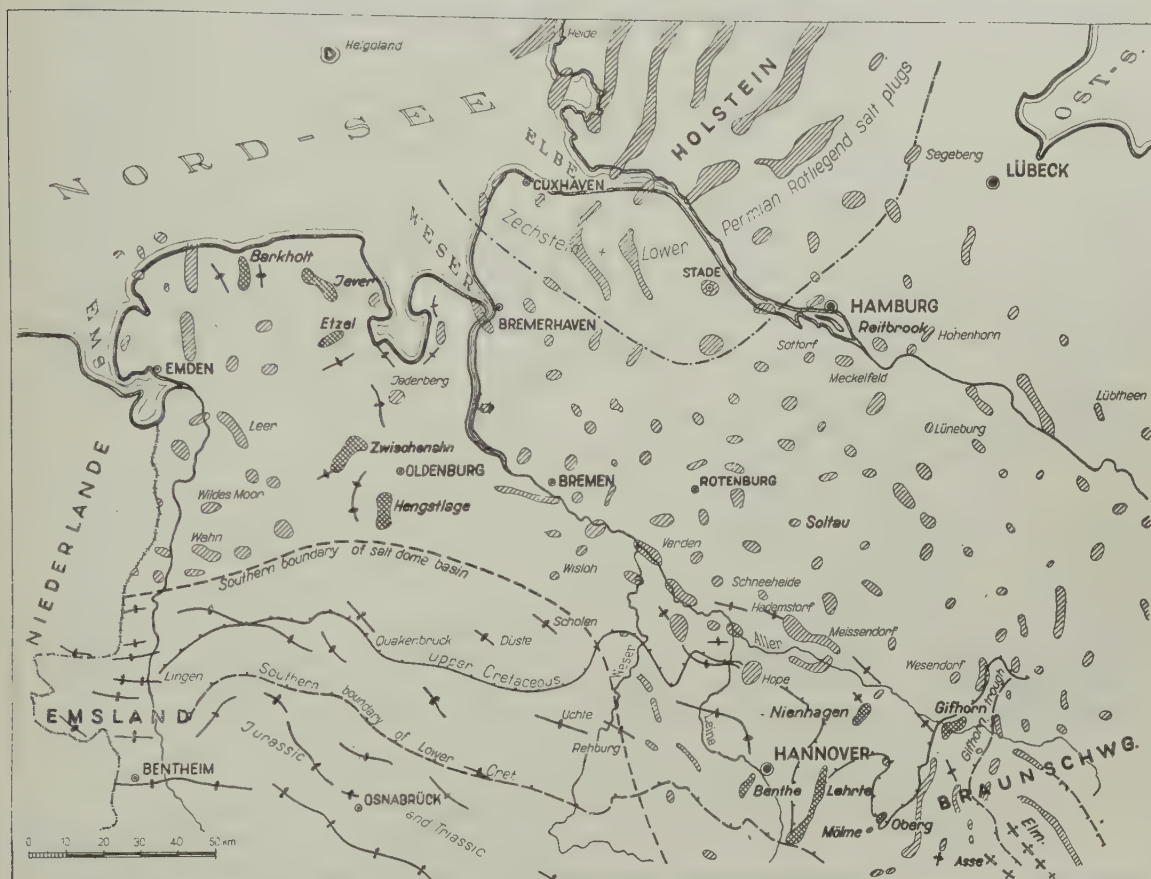 Helgoland
Heide
NORD-SEE
OST-S.
HOLSTEIN
ELBE
CUXHAVEN
Permian Rotliegend salt plugs
Segeberg
LÜBECK
WESER
Zechstein + Lower
STADE
Barkholt
Jever
Etzel
EMS
BREMERHAVEN
HAMBURG
Reitbrook
Hohenhorn
Sottorf
Meckelfeld
EMDEN
Jaderberg
Lübtheen
Lüneburg
Leer
Zwischenahn
OLDENBURG
BREMEN
ROTENBURG
NIEDERLANDE
Wildes Moor
Hengstlage
Soltau
Wahn
Southern boundary of salt dome basin
Wisloh
Verden
Schneeheide
Hademstorf
Scholen
Meissendorf
Quakenbruck
Düste
Aller
upper Cretaceous
Weser
Wesendorf
Lingen
Hope
EMSLAND
Southern boundary of Lower Cret.
Uchte
Leine
Nienhagen
Gifhorn
Gifhorn trough
Rehburg
Jurassic and Triassic
BENTHEIM
HANNOVER
BRAUNSCHWG.
Benthe
Lehrte
OSNABRÜCK
Mölme
Oberg
Elm
Asse
0 10 20 30 40 50 KM